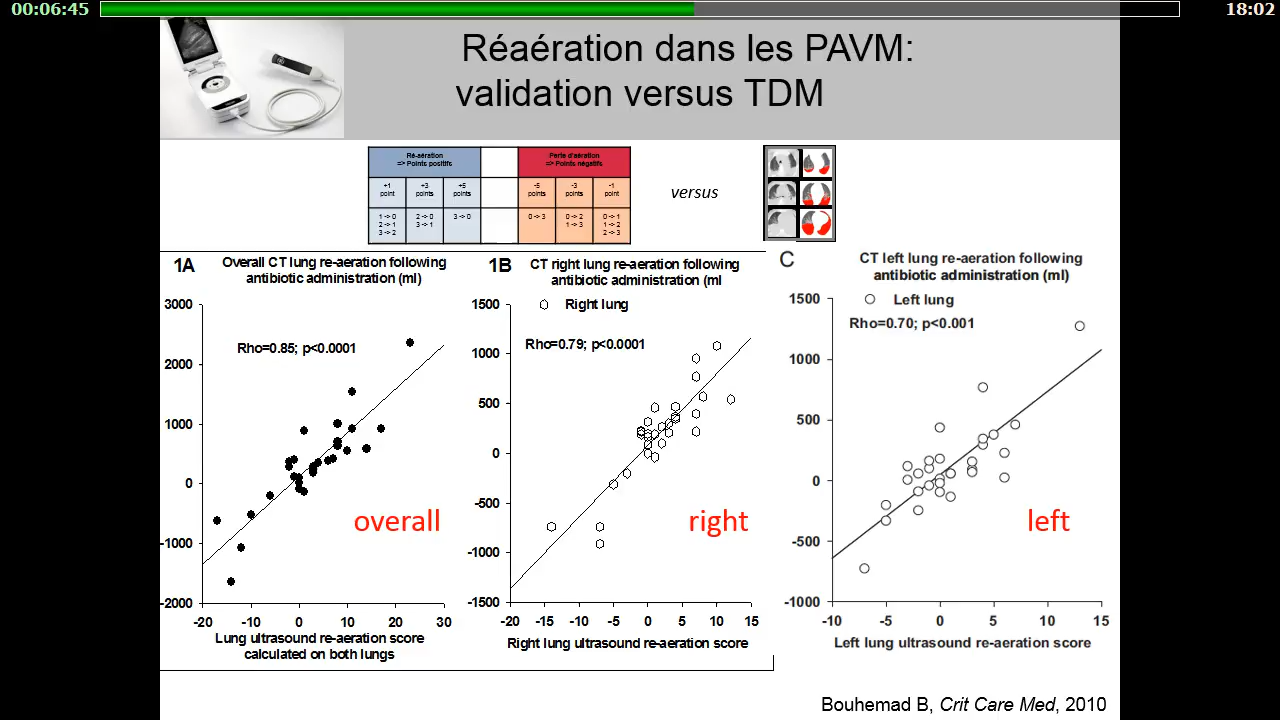 00:06:45
18:02
Réaération dans les PAVM:
validation versus TDM
Ré-aération
=> Points positifs
Perte d'aération
=> Points négatifs
+1 point
+3 points
+5 points
-5 points
-3 points
-1 point
1 -> 0
2 -> 1
3 -> 2
2 -> 0
3 -> 1
3 -> 0
0 -> 3
0 -> 2
1 -> 3
0 -> 1
1 -> 2
2 -> 3
versus
1A
Overall CT lung re-aeration following
antibiotic administration (ml)
3000
2000
1000
0
-1000
-2000
Rho=0.85; p<0.0001
overall
-20 -10 0 10 20 30
Lung ultrasound re-aeration score
calculated on both lungs
1B
CT right lung re-aeration following
antibiotic administration (ml
Right lung
1500
1000
500
0
-500
-1000
-1500
Rho=0.79; p<0.0001
right
-20 -15 -10 -5 0 5 10 15
Right lung ultrasound re-aeration score
C
CT left lung re-aeration following
antibiotic administration (ml)
Left lung
1500
1000
500
0
-500
-1000
Rho=0.70; p<0.001
left
-10 -5 0 5 10 15
Left lung ultrasound re-aeration score
Bouhemad B, Crit Care Med, 2010